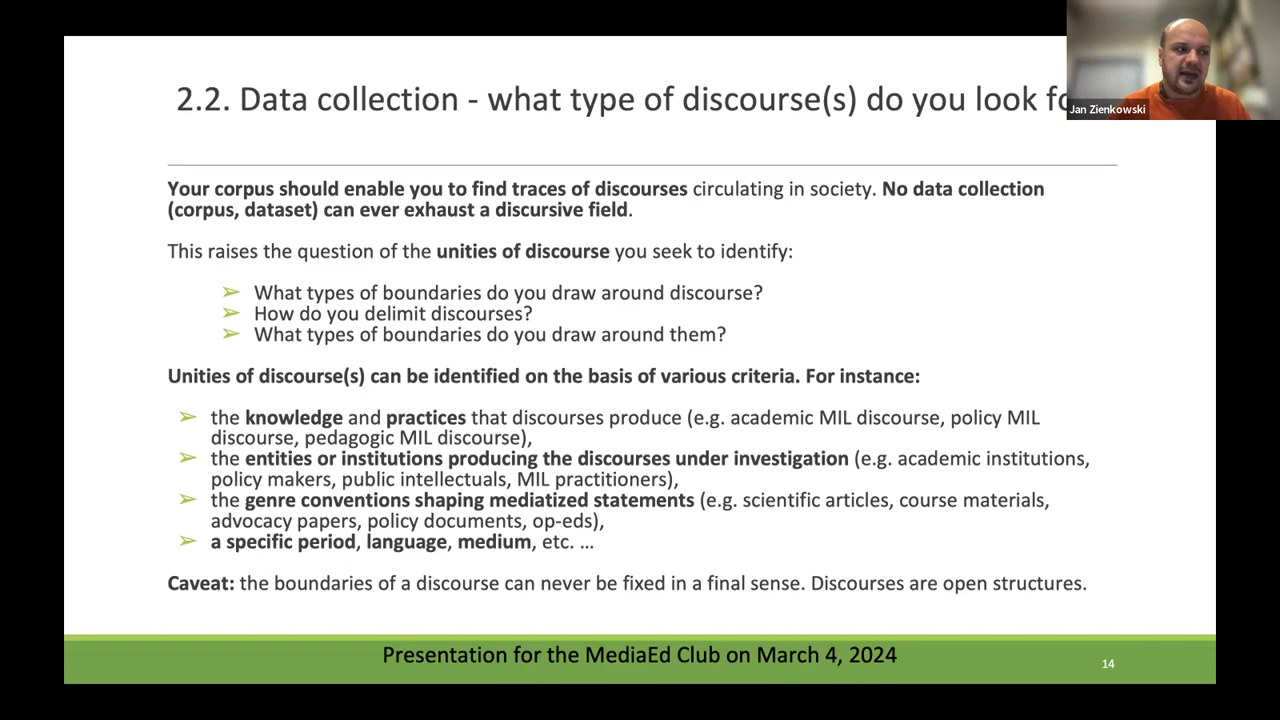 2.2. Data collection - what type of discourse(s) do you look
Jan Zienkowski
Your corpus should enable you to find traces of discourses circulating in society. No data collection
(corpus, dataset) can ever exhaust a discursive field.
This raises the question of the unities of discourse you seek to identify:
➢ What types of boundaries do you draw around discourse?
➢ How do you delimit discourses?
➢ What types of boundaries do you draw around them?
Unities of discourse(s) can be identified on the basis of various criteria. For instance:
➢ the knowledge and practices that discourses produce (e.g. academic MIL discourse, policy MIL
discourse, pedagogic MIL discourse),
➢ the entities or institutions producing the discourses under investigation (e.g. academic institutions,
policy makers, public intellectuals, MIL practitioners),
➢ the genre conventions shaping mediatized statements (e.g. scientific articles, course materials,
advocacy papers, policy documents, op-eds),
➢ a specific period, language, medium, etc. …
Caveat: the boundaries of a discourse can never be fixed in a final sense. Discourses are open structures.
Presentation for the MediaEd Club on March 4, 2024
14